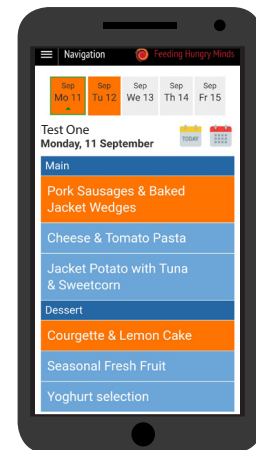 Navigation Feeding Hungry Minds
Sep Sep Sep Sep Sep
Mo 11 Tu 12 We 13 Th 14 Fr 15
Test One
Monday, 11 September
TODAY
Main
Pork Sausages & Baked
Jacket Wedges
Cheese & Tomato Pasta
Jacket Potato with Tuna
& Sweetcorn
Dessert
Courgette & Lemon Cake
Seasonal Fresh Fruit
Yoghurt selection